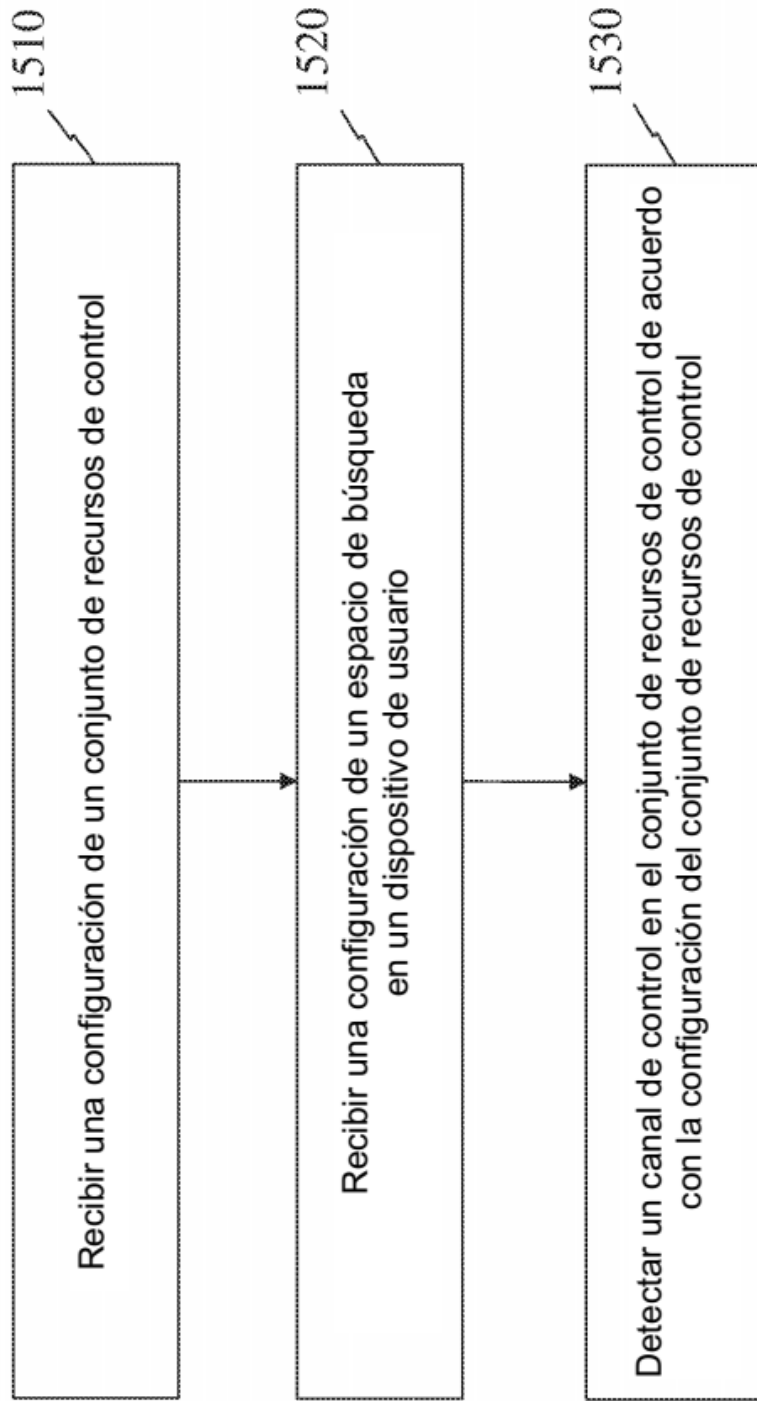 Recibir una configuración de un conjunto de recursos de control
1510
Recibir una configuración de un espacio de búsqueda
en un dispositivo de usuario
1520
Detectar un canal de control en el conjunto de recursos de control de acuerdo
con la configuración del conjunto de recursos de control
1530